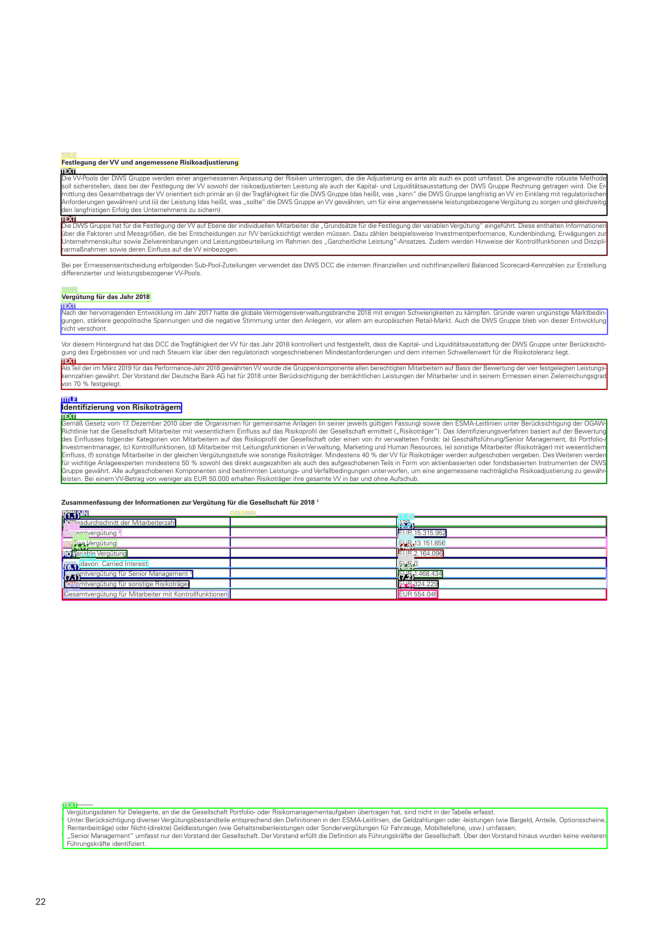 Festlegung der VV und angemessene Risikoadjustierung
Die VV-Pools der DWS Gruppe werden einer angemessenen Anpassung der Risiken unterzogen, die die Adjustierung ex ante als auch ex post umfasst. Die angewandte robuste Methode
soll sicherstellen, dass bei der Festlegung der VV sowohl der risikoadjustierten Leistung als auch der Kapital- und Liquiditätsausstattung der DWS Gruppe Rechnung getragen wird. Die Er-
mittlung des Gesamtbetrags der VV orientiert sich primär an (i) der Tragfähigkeit für die DWS Gruppe (das heißt, was „kann“ die DWS Gruppe langfristig an VV im Einklang mit regulatorischen
Anforderungen gewähren) und (ii) der Leistung (das heißt, was „sollte“ die DWS Gruppe an VV gewähren, um für eine angemessene leistungsbezogene Vergütung zu sorgen und gleichzeitig
den langfristigen Erfolg des Unternehmens zu sichern).
Die DWS Gruppe hat für die Festlegung der VV auf Ebene der individuellen Mitarbeiter die „Grundsätze für die Festlegung der variablen Vergütung“ eingeführt. Diese enthalten Informationen
über die Faktoren und Messgrößen, die bei Entscheidungen zur IVV berücksichtigt werden müssen. Dazu zählen beispielsweise Investmentperformance, Kundenbindung, Erwägungen zur
Unternehmenskultur sowie Zielvereinbarungen und Leistungsbeurteilung im Rahmen des „Ganzheitliche Leistung“-Ansatzes. Zudem werden Hinweise der Kontrollfunktionen und Diszipli-
narmaßnahmen sowie deren Einfluss auf die VV einbezogen.
Bei per Ermessensentscheidung erfolgenden Sub-Pool-Zuteilungen verwendet das DWS DCC die internen (finanziellen und nichtfinanziellen) Balanced Scorecard-Kennzahlen zur Erstellung
differenzierter und leistungsbezogener VV-Pools.
Vergütung für das Jahr 2018
Nach der hervorragenden Entwicklung im Jahr 2017 hatte die globale Vermögensverwaltungsbranche 2018 mit einigen Schwierigkeiten zu kämpfen. Gründe waren ungünstige Marktbedin-
gungen, stärkere geopolitische Spannungen und die negative Stimmung unter den Anlegern, vor allem am europäischen Retail-Markt. Auch die DWS Gruppe blieb von dieser Entwicklung
nicht verschont.
Vor diesem Hintergrund hat das DCC die Tragfähigkeit der VV für das Jahr 2018 kontrolliert und festgestellt, dass die Kapital- und Liquiditätsausstattung der DWS Gruppe unter Berücksichti-
gung des Ergebnisses vor und nach Steuern klar über den regulatorisch vorgeschriebenen Mindestanforderungen und dem internen Schwellenwert für die Risikotoleranz liegt.
Als Teil der im März 2019 für das Performance-Jahr 2018 gewährten VV wurde die Gruppenkomponente allen berechtigten Mitarbeitern auf Basis der Bewertung der vier festgelegten Leistungs-
kennzahlen gewährt. Der Vorstand der Deutsche Bank AG hat für 2018 unter Berücksichtigung der beträchtlichen Leistungen der Mitarbeiter und in seinem Ermessen einen Zielerreichungsgrad
von 70 % festgelegt.
Identifizierung von Risikoträgern
Gemäß Gesetz vom 17. Dezember 2010 über die Organismen für gemeinsame Anlagen (in seiner jeweils gültigen Fassung) sowie den ESMA-Leitlinien unter Berücksichtigung der OGAW-
Richtlinie hat die Gesellschaft Mitarbeiter mit wesentlichem Einfluss auf das Risikoprofil der Gesellschaft ermittelt („Risikoträger“). Das Identifizierungsverfahren basiert auf der Bewertung
des Einflusses folgender Kategorien von Mitarbeitern auf das Risikoprofil der Gesellschaft oder einen von ihr verwalteten Fonds: (a) Geschäftsführung/Senior Management, (b) Portfolio-/
Investmentmanager, (c) Kontrollfunktionen, (d) Mitarbeiter mit Leitungsfunktionen in Verwaltung, Marketing und Human Resources, (e) sonstige Mitarbeiter (Risikoträger) mit wesentlichem
Einfluss, (f) sonstige Mitarbeiter in der gleichen Vergütungsstufe wie sonstige Risikoträger. Mindestens 40 % der VV für Risikoträger werden aufgeschoben vergeben. Des Weiteren werden
für wichtige Anlageexperten mindestens 50 % sowohl des direkt ausgezahlten als auch des aufgeschobenen Teils in Form von aktienbasierten oder fondsbasierten Instrumenten der DWS
Gruppe gewährt. Alle aufgeschobenen Komponenten sind bestimmten Leistungs- und Verfallbedingungen unterworfen, um eine angemessene nachträgliche Risikoadjustierung zu gewähr-
leisten. Bei einem VV-Betrag von weniger als EUR 50.000 erhalten Risikoträger ihre gesamte VV in bar und ohne Aufschub.
Zusammenfassung der Informationen zur Vergütung für die Gesellschaft für 2018 ¹
der Mitarbeiterzahl
EUR 15.315.952
Vergütung
13.151.856
Variable Vergütung
EUR 2.164.096
davon: Carried Interest
für Senior Management
1.468.434
für sonstige Risikoträger
324.229
Gesamtvergütung für Mitarbeiter mit Kontrollfunktionen
EUR 554.046
Vergütungsdaten für Delegierte, an die die Gesellschaft Portfolio- oder Risikomanagementaufgaben übertragen hat, sind nicht in der Tabelle erfasst.
Unter Berücksichtigung diverser Vergütungsbestandteile entsprechend den Definitionen in den ESMA-Leitlinien, die Geldzahlungen oder -leistungen (wie Bargeld, Anteile, Optionsscheine,
Rentenbeiträge) oder Nicht-(direkte) Geldleistungen (wie Gehaltsnebenleistungen oder Sondervergütungen für Fahrzeuge, Mobiltelefone, usw.) umfassen.
„Senior Management“ umfasst nur den Vorstand der Gesellschaft. Der Vorstand erfüllt die Definition als Führungskräfte der Gesellschaft. Über den Vorstand hinaus wurden keine weiteren
Führungskräfte identifiziert.
22